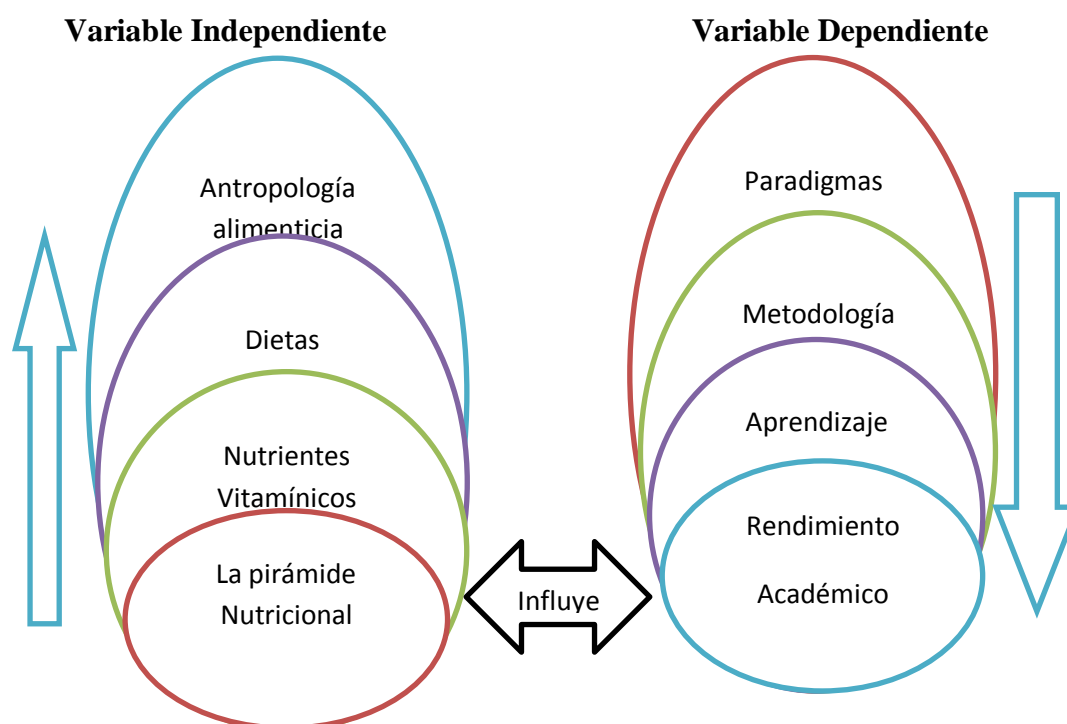 Variable Independiente
Antropología
alimenticia
Dietas
Nutrientes
Vitamínicos
La pirámide
Nutricional
Influye
Variable Dependiente
Paradigmas
Metodología
Aprendizaje
Rendimiento
Académico